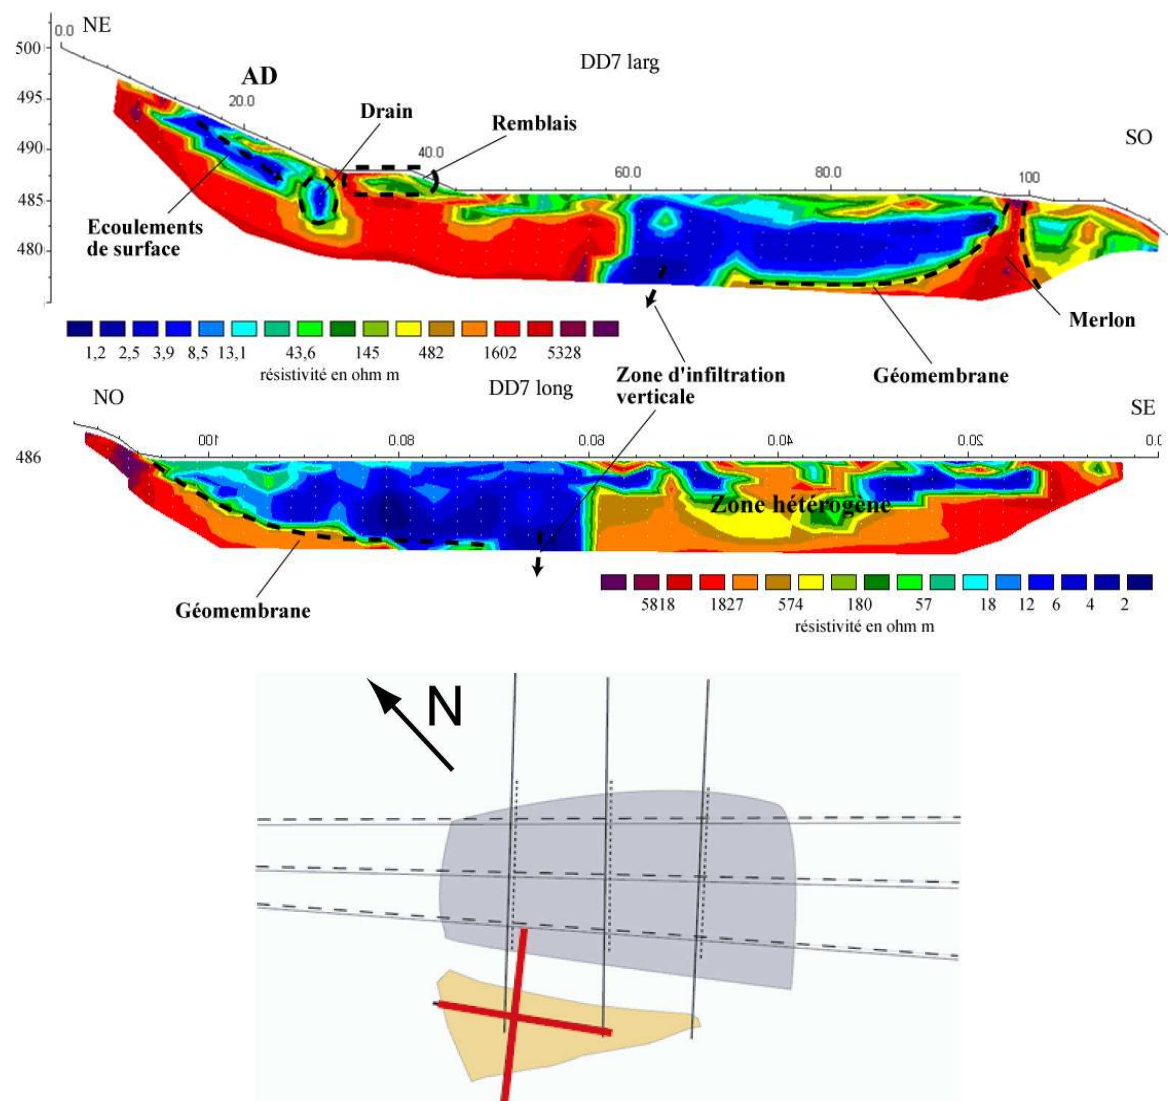 NE
0.0
500
DD7 larg
AD
495
20.0
Drain
Remblais
SO
490
40.0
60.0
80.0
100
485
Ecoulements
de surface
480
Merlon
1,2 2,5 3,9 8,5 13,1 43,6 145 482 1602 5328
résistivité en ohm m
Zone d'infiltration
verticale
Géomembrane
DD7 long
NO
SE
100 80.0 60.0 40.0 20.0 0.0
486
Zone hétérogène
Géomembrane
5818 1827 574 180 57 18 12 6 4 2
résistivité en ohm m
N